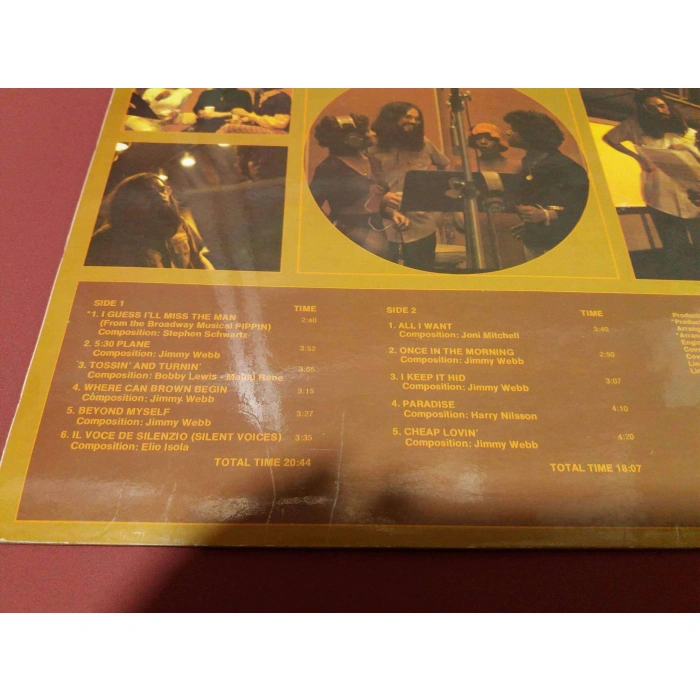 SIDE 1
TIME
*1. I GUESS I'LL MISS THE MAN
2:40
(From the Broadway Musical PIPPIN)
Composition: Stephen Schwartz
2. 5:30 PLANE
3:52
Composition: Jimmy Webb
*3. TOSSIN' AND TURNIN'
3:05
Composition: Bobby Lewis - Malou Rene
4. WHERE CAN BROWN BEGIN
3:15
Composition: Jimmy Webb
5. BEYOND MYSELF
3:27
Composition: Jimmy Webb
6. IL VOCE DE SILENZIO (SILENT VOICES)
3:35
Composition: Elio Isola
TOTAL TIME 20:44
SIDE 2
TIME
1. ALL I WANT
3:40
Composition: Joni Mitchell
2. ONCE IN THE MORNING
2:50
Composition: Jimmy Webb
3. I KEEP IT HID
3:07
Composition: Jimmy Webb
4. PARADISE
4:10
Composition: Harry Nilsson
5. CHEAP LOVIN'
4:20
Composition: Jimmy Webb
TOTAL TIME 18:07